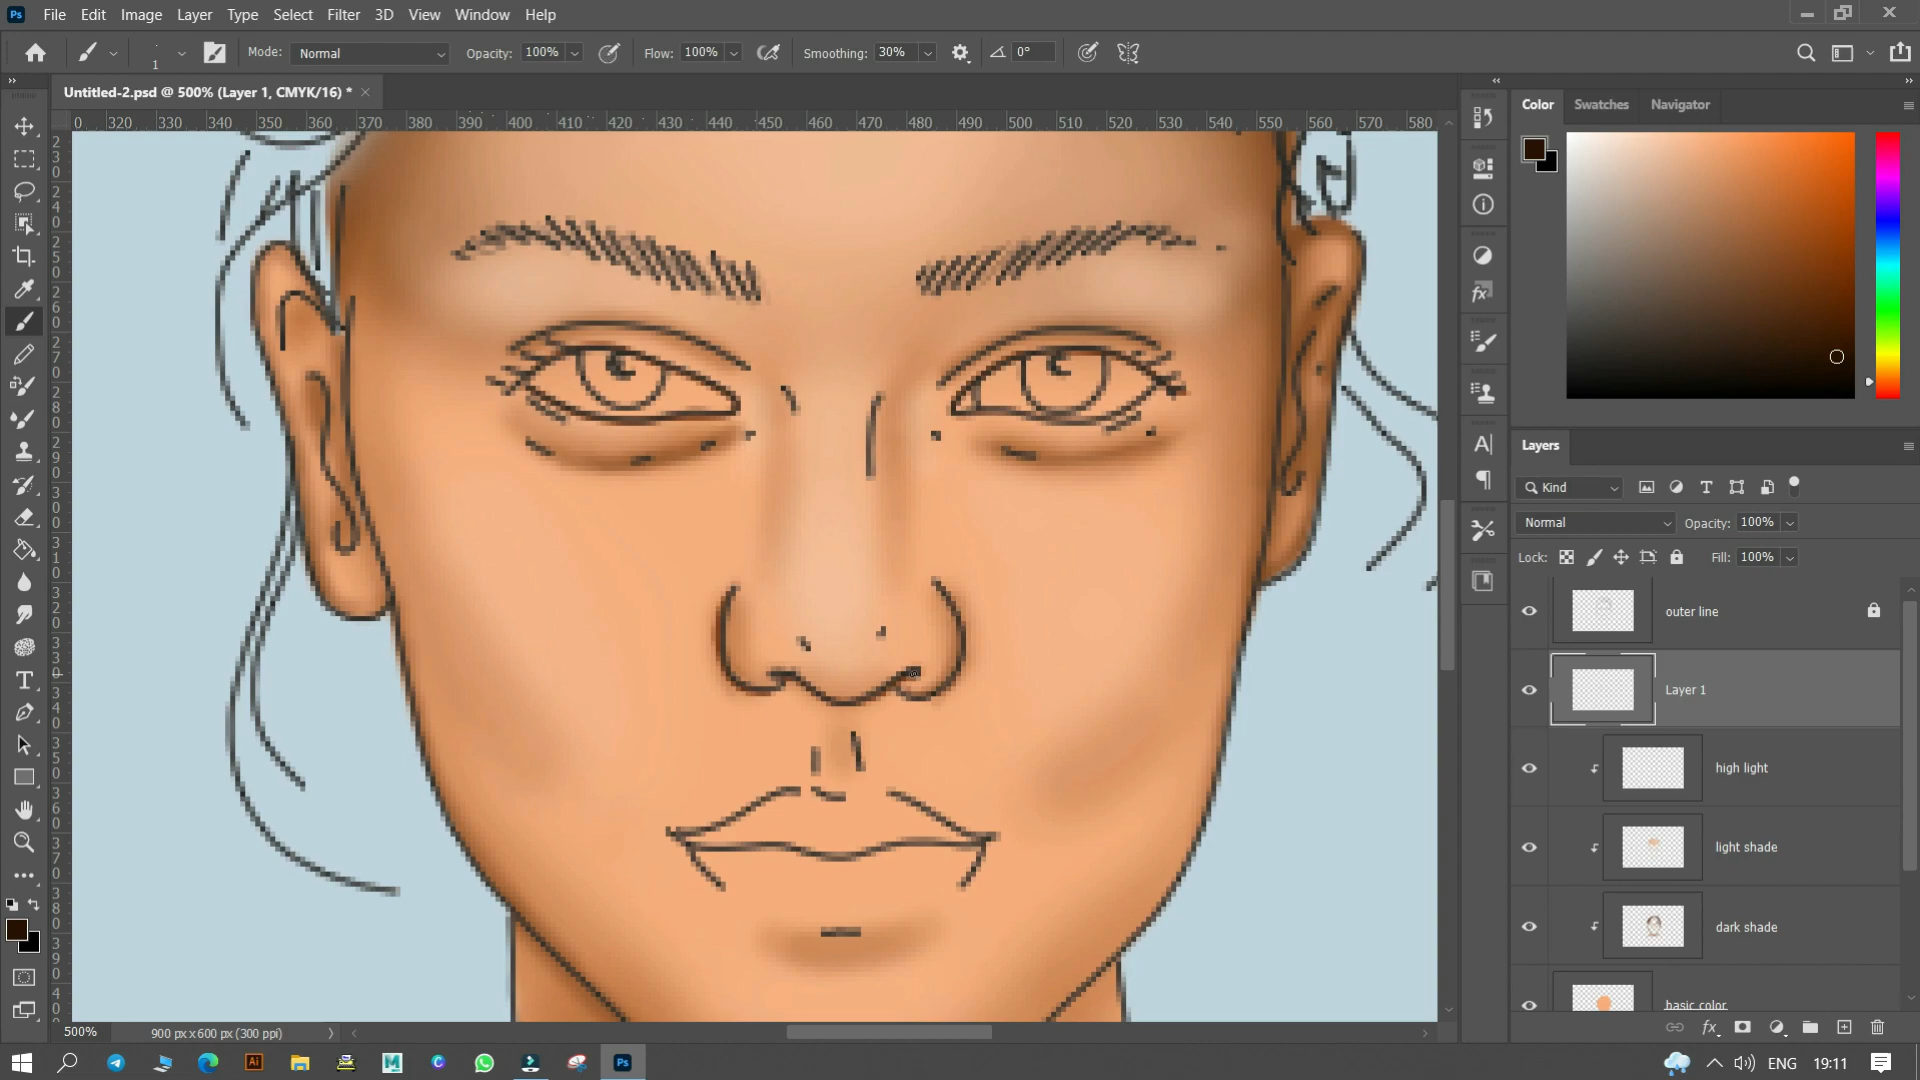 Ps File Edit Image Layer Type Select Filter 3D View Window Help
1 Mode: Normal Opacity: 100% Flow: 100% Smoothing: 30% 0°
Untitled-2.psd @ 500% (Layer 1, CMYK/16) *
0 320 330 340 350 360 370 380 390 400 410 420 430 440 450 460 470 480 490 500 510 520 530 540 550 560 570 580
Color Swatches Navigator
Layers
Kind
Normal Opacity: 100%
Lock: Fill: 100%
outer line
Layer 1
high light
light shade
dark shade
basic color
500% 900 px x 600 px (300 ppi)
Ai M C Ps ENG 19:11